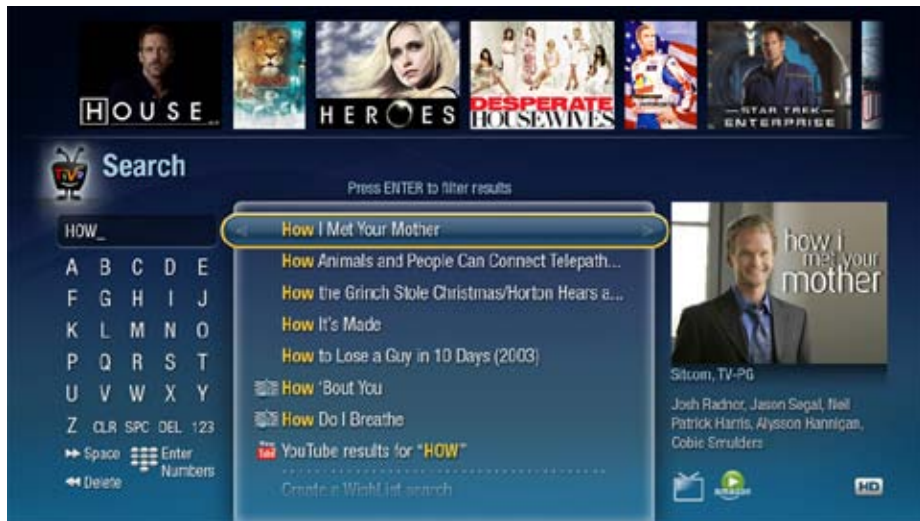 HOUSE
HEROES
DESPERATE
HOUSEWIVES
STAR TREK
ENTERPRISE
TiVo
Search
Press ENTER to filter results
HOW_
A B C D E
F G H I J
K L M N O
P Q R S T
U V W X Y
Z CLR SPC DEL 123
Space
Enter
Numbers
Delete
How I Met Your Mother
How Animals and People Can Connect Telepath...
How the Grinch Stole Christmas/Horton Hears a...
How It's Made
How to Lose a Guy in 10 Days (2003)
How 'Bout You
How Do I Breathe
You Tube
YouTube results for "HOW"
Create a WishList search
how i
met your
mother
Sitcom, TV-PG
Josh Radnor, Jason Segal, Neil
Patrick Harris, Alysson Hannigan,
Cobie Smulders
amazon
HD